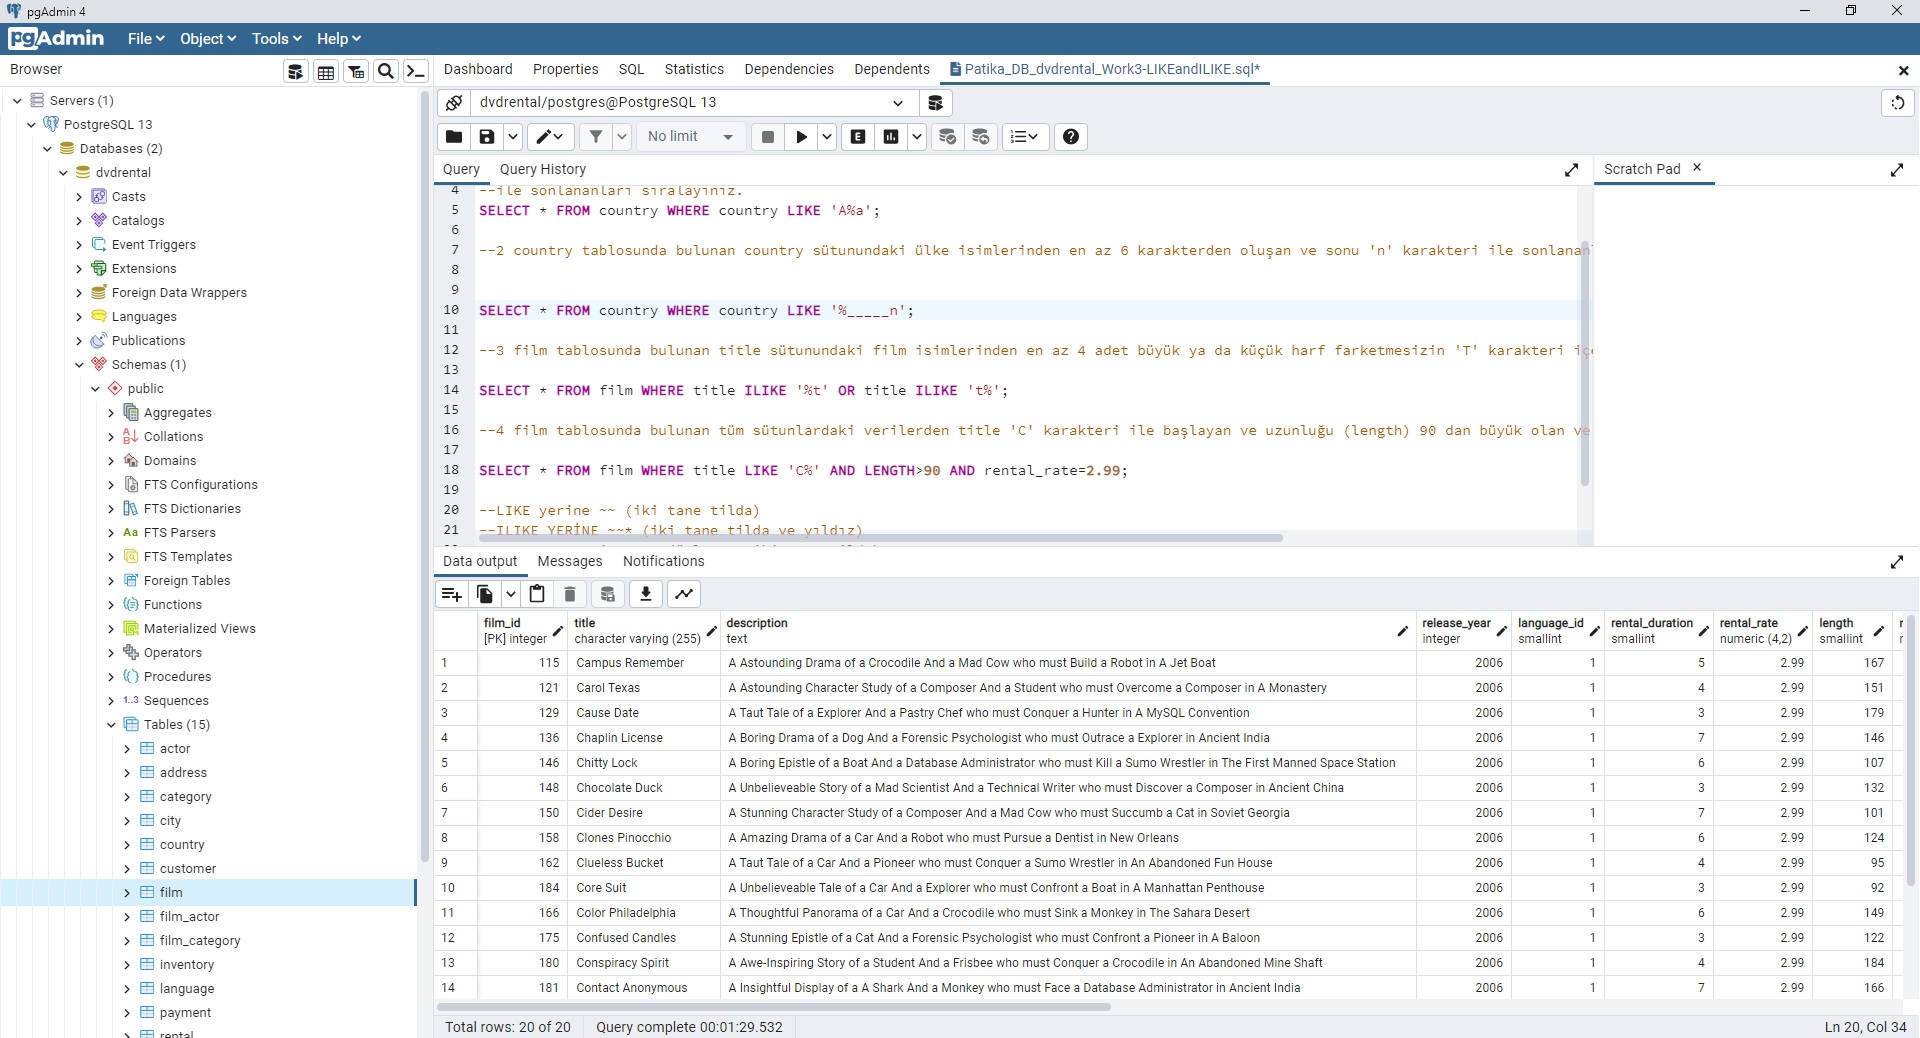 pgAdmin 4
pgAdmin File Object Tools Help
Browser
Dashboard Properties SQL Statistics Dependencies Dependents Patika_DB_dvdrental_Work3-LIKEandILIKE.sql*
Servers (1)
PostgreSQL 13
Databases (2)
dvdrental
Casts
Catalogs
Event Triggers
Extensions
Foreign Data Wrappers
Languages
Publications
Schemas (1)
public
Aggregates
Collations
Domains
FTS Configurations
FTS Dictionaries
Aa FTS Parsers
FTS Templates
Foreign Tables
Functions
Materialized Views
Operators
Procedures
1..3 Sequences
Tables (15)
actor
address
category
city
country
customer
film
film_actor
film_category
inventory
language
payment
rental
dvdrental/postgres@PostgreSQL 13
No limit
E
Query Query History
Scratch Pad
4 --ile sonlananları sıralayınız.
5 SELECT * FROM country WHERE country LIKE 'A%a';
6
7 --2 country tablosunda bulunan country sütunundaki ülke isimlerinden en az 6 karakterden oluşan ve sonu 'n' karakteri ile sonlanan
8
9
10 SELECT * FROM country WHERE country LIKE '%_____n';
11
12 --3 film tablosunda bulunan title sütunundaki film isimlerinden en az 4 adet büyük ya da küçük harf farketmesizin 'T' karakteri içe
13
14 SELECT * FROM film WHERE title ILIKE '%t' OR title ILIKE 't%';
15
16 --4 film tablosunda bulunan tüm sütunlardaki verilerden title 'C' karakteri ile başlayan ve uzunluğu (length) 90 dan büyük olan ve
17
18 SELECT * FROM film WHERE title LIKE 'C%' AND LENGTH>90 AND rental_rate=2.99;
19
20 --LIKE yerine ~~ (iki tane tilda)
21 --ILIKE YERİNE ~~* (iki tane tilda ve yıldız)
Data output Messages Notifications
film_id title description release_year language_id rental_duration rental_rate length
[PK] integer character varying (255) text integer smallint smallint numeric (4,2) smallint
1 115 Campus Remember A Astounding Drama of a Crocodile And a Mad Cow who must Build a Robot in A Jet Boat 2006 1 5 2.99 167
2 121 Carol Texas A Astounding Character Study of a Composer And a Student who must Overcome a Composer in A Monastery 2006 1 4 2.99 151
3 129 Cause Date A Taut Tale of a Explorer And a Pastry Chef who must Conquer a Hunter in A MySQL Convention 2006 1 3 2.99 179
4 136 Chaplin License A Boring Drama of a Dog And a Forensic Psychologist who must Outrace a Explorer in Ancient India 2006 1 7 2.99 146
5 146 Chitty Lock A Boring Epistle of a Boat And a Database Administrator who must Kill a Sumo Wrestler in The First Manned Space Station 2006 1 6 2.99 107
6 148 Chocolate Duck A Unbelieveable Story of a Mad Scientist And a Technical Writer who must Discover a Composer in Ancient China 2006 1 3 2.99 132
7 150 Cider Desire A Stunning Character Study of a Composer And a Mad Cow who must Succumb a Cat in Soviet Georgia 2006 1 7 2.99 101
8 158 Clones Pinocchio A Amazing Drama of a Car And a Robot who must Pursue a Dentist in New Orleans 2006 1 6 2.99 124
9 162 Clueless Bucket A Taut Tale of a Car And a Pioneer who must Conquer a Sumo Wrestler in An Abandoned Fun House 2006 1 4 2.99 95
10 184 Core Suit A Unbelieveable Tale of a Car And a Explorer who must Confront a Boat in A Manhattan Penthouse 2006 1 3 2.99 92
11 166 Color Philadelphia A Thoughtful Panorama of a Car And a Crocodile who must Sink a Monkey in The Sahara Desert 2006 1 6 2.99 149
12 175 Confused Candles A Stunning Epistle of a Cat And a Forensic Psychologist who must Confront a Pioneer in A Baloon 2006 1 3 2.99 122
13 180 Conspiracy Spirit A Awe-Inspiring Story of a Student And a Frisbee who must Conquer a Crocodile in An Abandoned Mine Shaft 2006 1 4 2.99 184
14 181 Contact Anonymous A Insightful Display of a A Shark And a Monkey who must Face a Database Administrator in Ancient India 2006 1 7 2.99 166
Total rows: 20 of 20 Query complete 00:01:29.532 Ln 20, Col 34